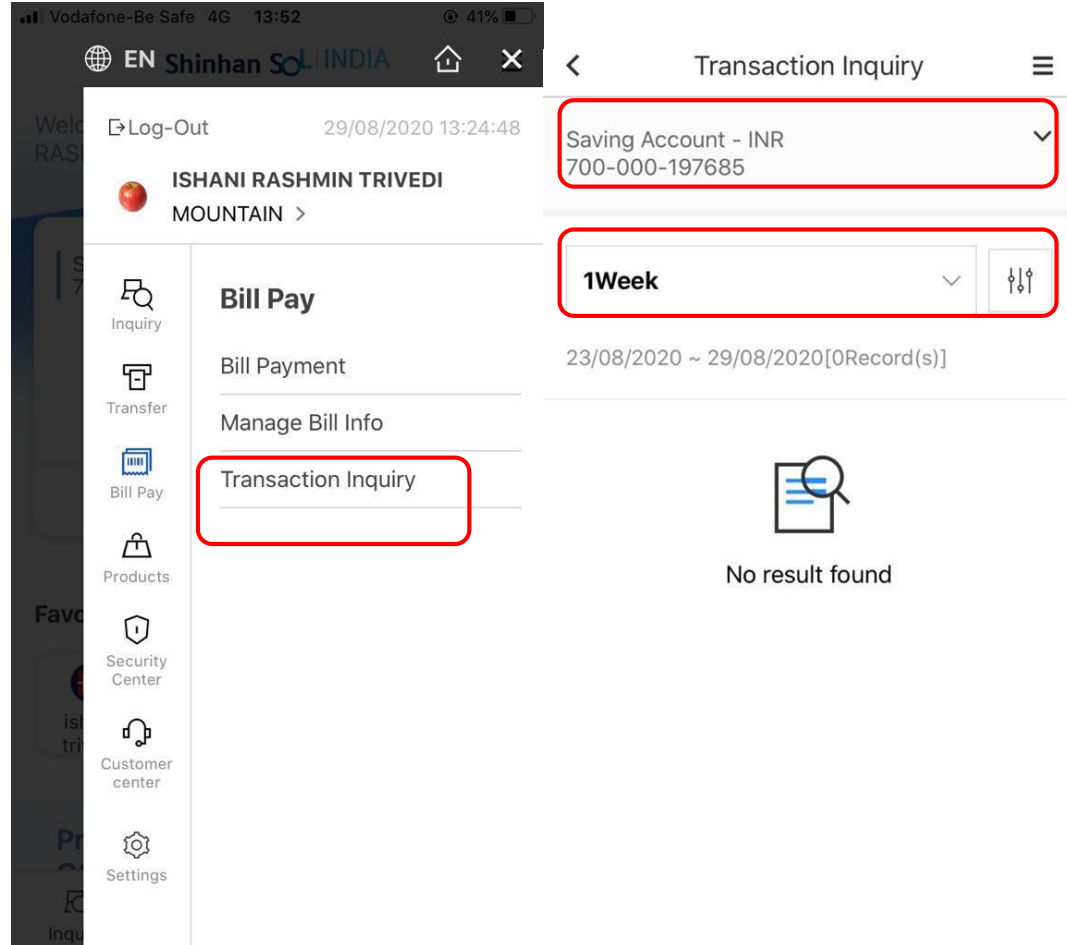 Vodafone-Be Safe 4G 13:52 41%
EN Shinhan SOL INDIA
Log-Out 29/08/2020 13:24:48
ISHANI RASHMIN TRIVEDI
MOUNTAIN >
Inquiry
Transfer
Bill Pay
Products
Security
Center
Customer
center
Settings
Bill Pay
Bill Payment
Manage Bill Info
Transaction Inquiry
Transaction Inquiry
Saving Account - INR
700-000-197685
1Week
23/08/2020 ~ 29/08/2020[0Record(s)]
No result found